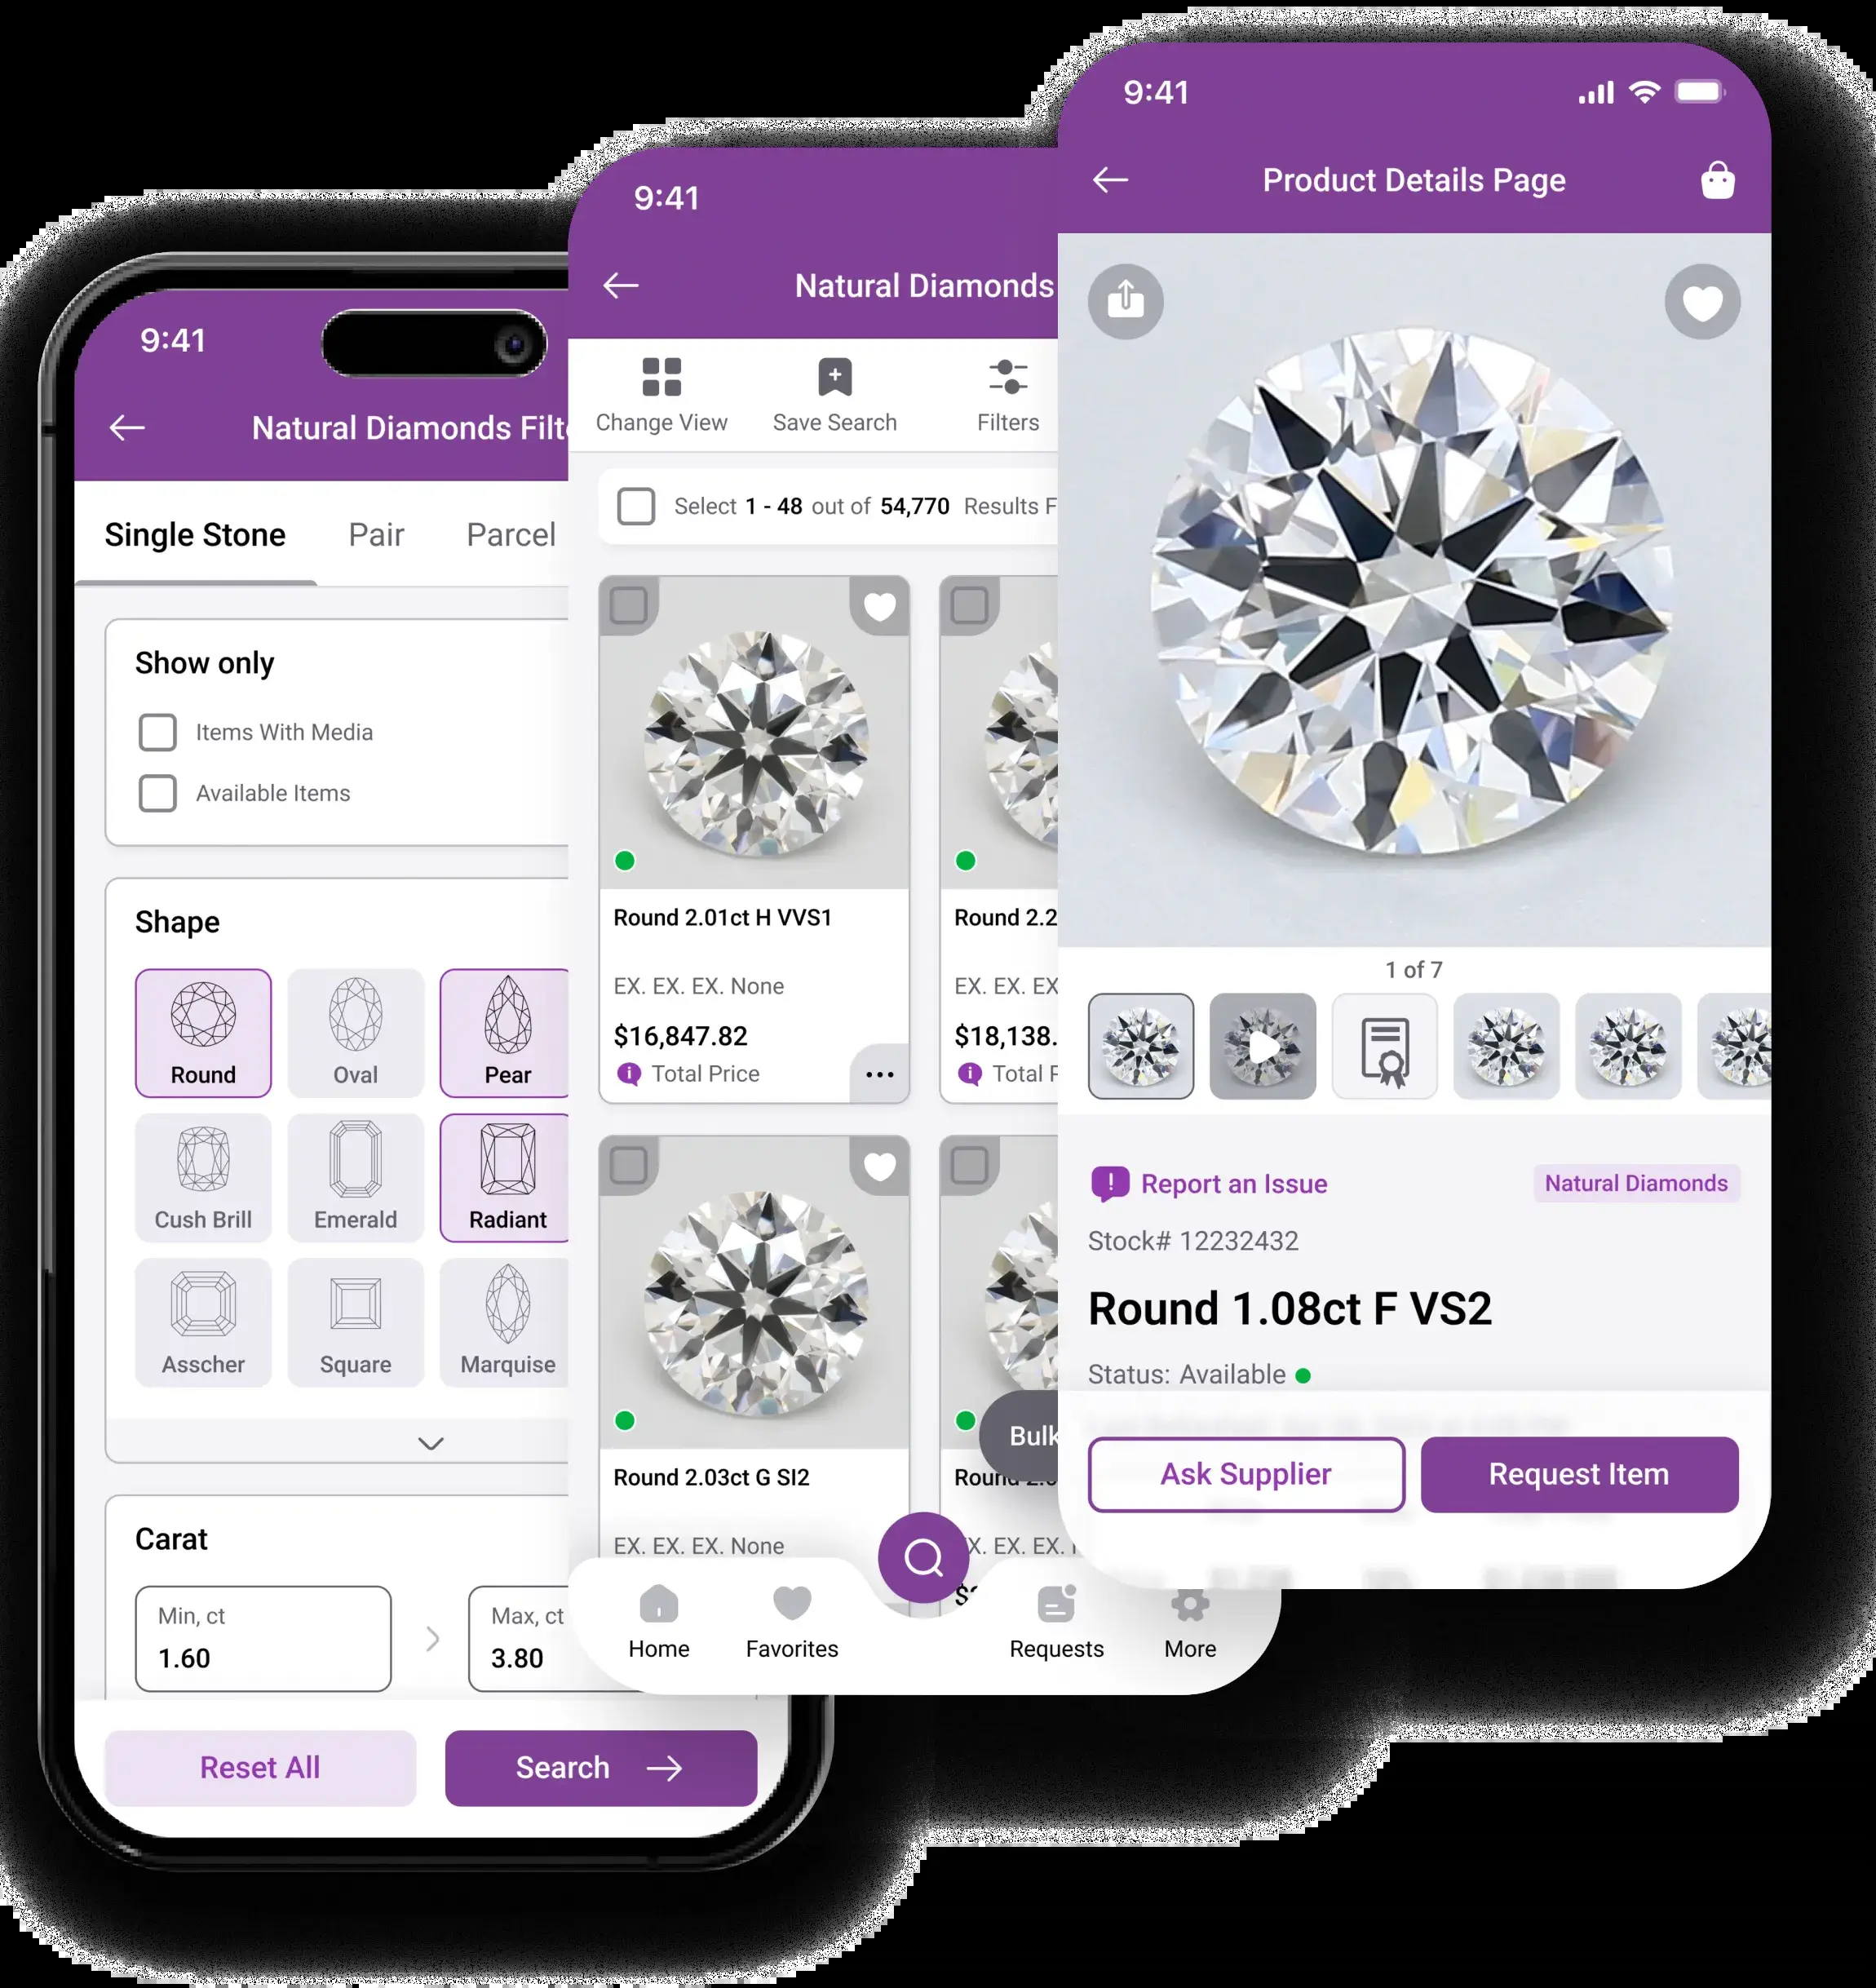 9:41
Natural Diamonds Filt
Single Stone Pair Parcel
Show only
Items With Media
Available Items
Shape
Round Oval Pear
Cush Brill Emerald Radiant
Asscher Square Marquise
Carat
Min, ct Max, ct
1.60 3.80
Reset All Search
9:41
Natural Diamonds
Change View Save Search Filters
Select 1 - 48 out of 54,770 Results F
Round 2.01ct H VVS1 Round 2.2
EX. EX. EX. None EX. EX. EX
$16,847.82 $18,138.
Total Price Total P
Bulk
Round 2.03ct G SI2 Round
EX. EX. EX. None X. EX. EX.
Home Favorites Requests More
9:41
Product Details Page
1 of 7
Report an Issue Natural Diamonds
Stock# 12232432
Round 1.08ct F VS2
Status: Available
Ask Supplier Request Item